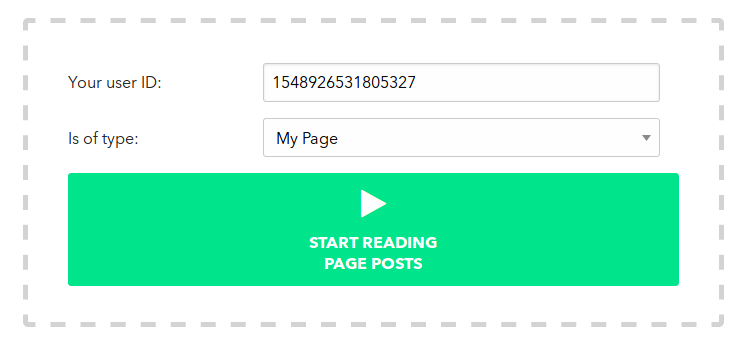 Your user ID: 1548926531805327
Is of type: My Page
START READING
PAGE POSTS